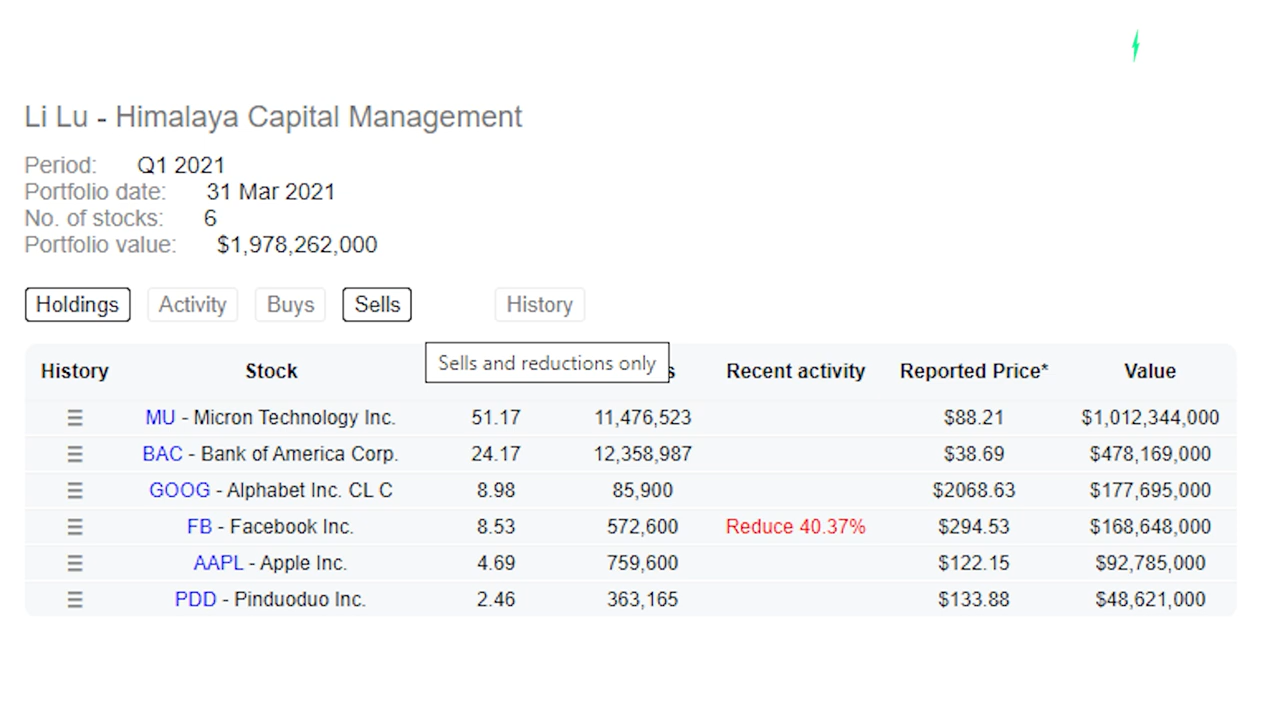 Li Lu - Himalaya Capital Management
Period: Q1 2021
Portfolio date: 31 Mar 2021
No. of stocks: 6
Portfolio value: $1,978,262,000
Holdings Activity Buys Sells History
Sells and reductions only
History Stock Recent activity Reported Price* Value
≡ MU - Micron Technology Inc. 51.17 11,476,523 $88.21 $1,012,344,000
≡ BAC - Bank of America Corp. 24.17 12,358,987 $38.69 $478,169,000
≡ GOOG - Alphabet Inc. CL C 8.98 85,900 $2068.63 $177,695,000
≡ FB - Facebook Inc. 8.53 572,600 Reduce 40.37% $294.53 $168,648,000
≡ AAPL - Apple Inc. 4.69 759,600 $122.15 $92,785,000
≡ PDD - Pinduoduo Inc. 2.46 363,165 $133.88 $48,621,000